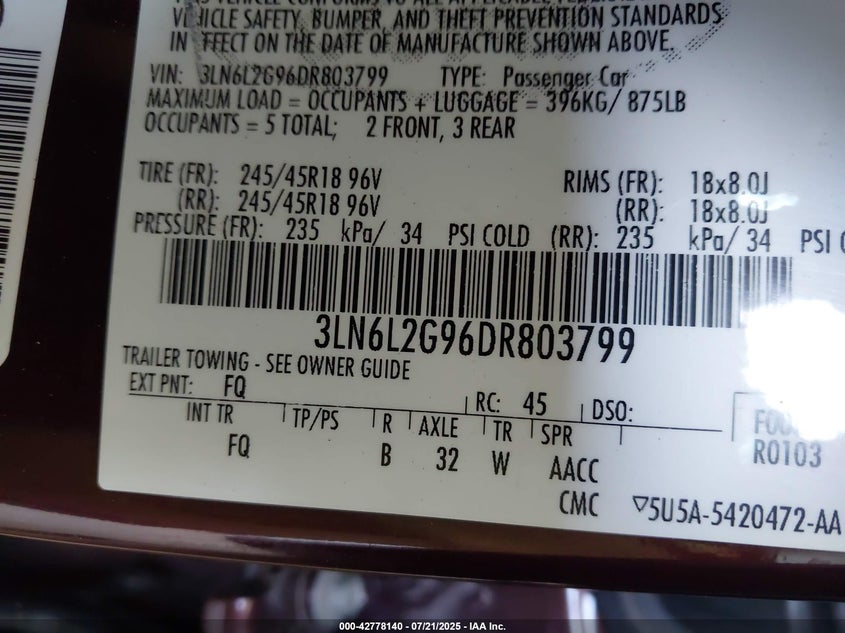 VEHICLE SAFETY, BUMPER, AND THEFT PREVENTION STANDARDS
IN EFFECT ON THE DATE OF MANUFACTURE SHOWN ABOVE.
VIN: 3LN6L2G96DR803799 TYPE: Passenger Car
MAXIMUM LOAD = OCCUPANTS + LUGGAGE = 396KG/ 875LB
OCCUPANTS = 5 TOTAL; 2 FRONT, 3 REAR
TIRE (FR): 245/45R18 96V RIMS (FR): 18x8.0J
(RR): 245/45R18 96V (RR): 18x8.0J
PRESSURE (FR): 235 kPa/ 34 PSI COLD (RR): 235 kPa/ 34 PSI
3LN6L2G96DR803799
TRAILER TOWING - SEE OWNER GUIDE
EXT PNT: FQ RC: 45 DSO:
INT TR TP/PS R AXLE TR SPR
FQ B 32 W AACC
CMC
R0103
▽5U5A-5420472-AA
000-42778140 - 07/21/2025 - IAA Inc.